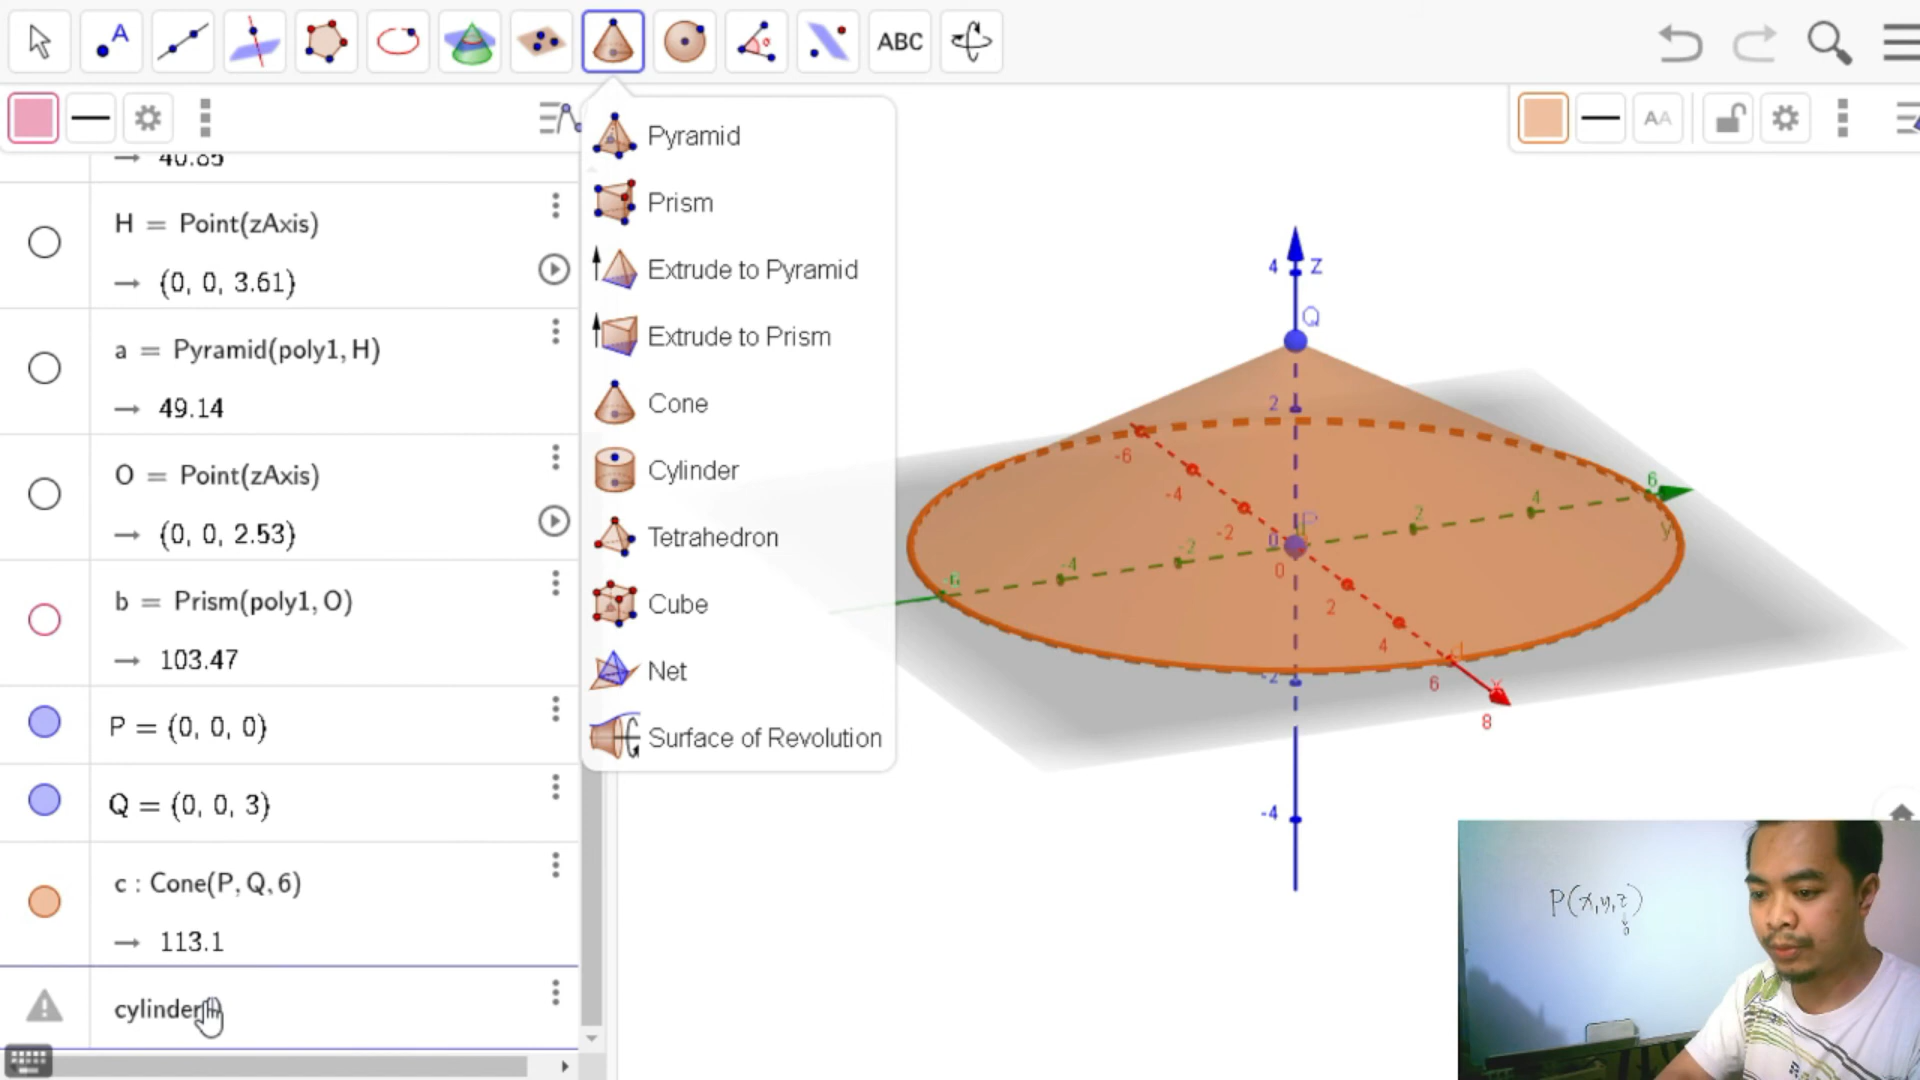 A
ABC
AA
40.85
H = Point(zAxis)
→ (0, 0, 3.61)
a = Pyramid(poly1, H)
→ 49.14
O = Point(zAxis)
→ (0, 0, 2.53)
b = Prism(poly1, O)
→ 103.47
P = (0, 0, 0)
Q = (0, 0, 3)
c : Cone(P, Q, 6)
→ 113.1
cylinder
Pyramid
Prism
Extrude to Pyramid
Extrude to Prism
Cone
Cylinder
Tetrahedron
Cube
Net
Surface of Revolution
4 z
Q
2
-6
-4
-2
0
P
0
2
4
6
y
-2
-4
-6
2
4
6
8
x
d
-2
-4
P(x,y,z)
0